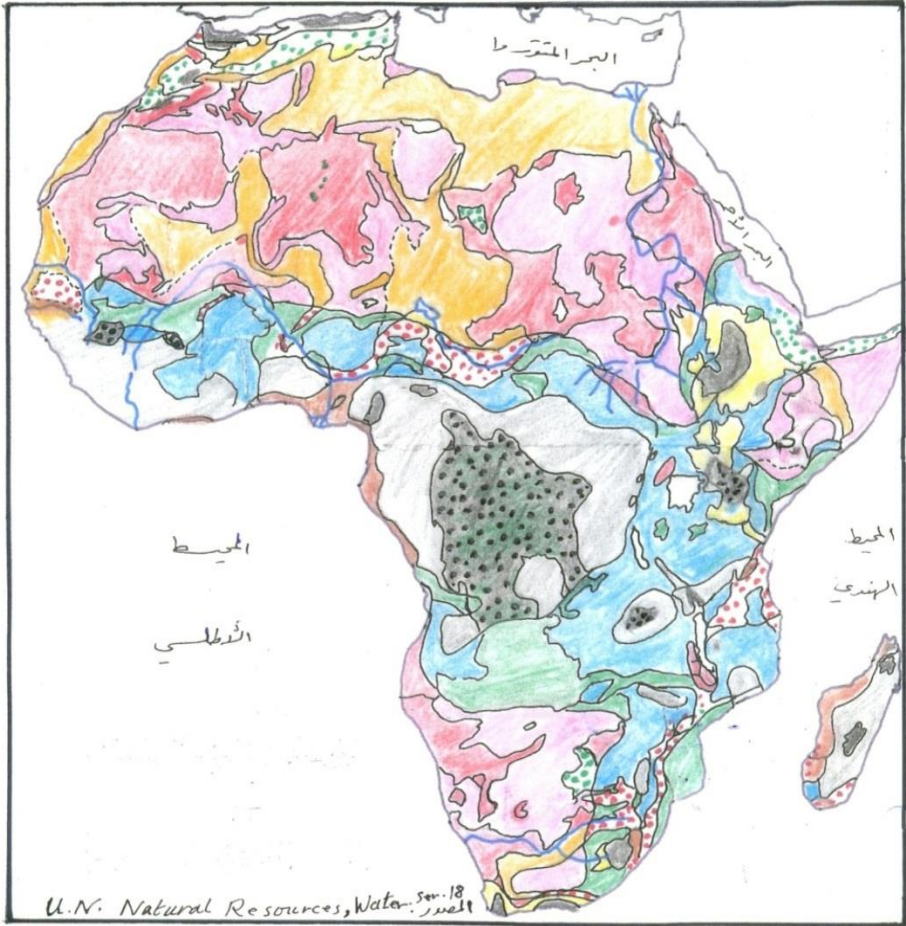 البحر المتوسط
البحر الأحمر
المحيط
الأطلسي
المحيط
الهندي
U.N. Natural Resources, Water. Ser. 18
المصدر